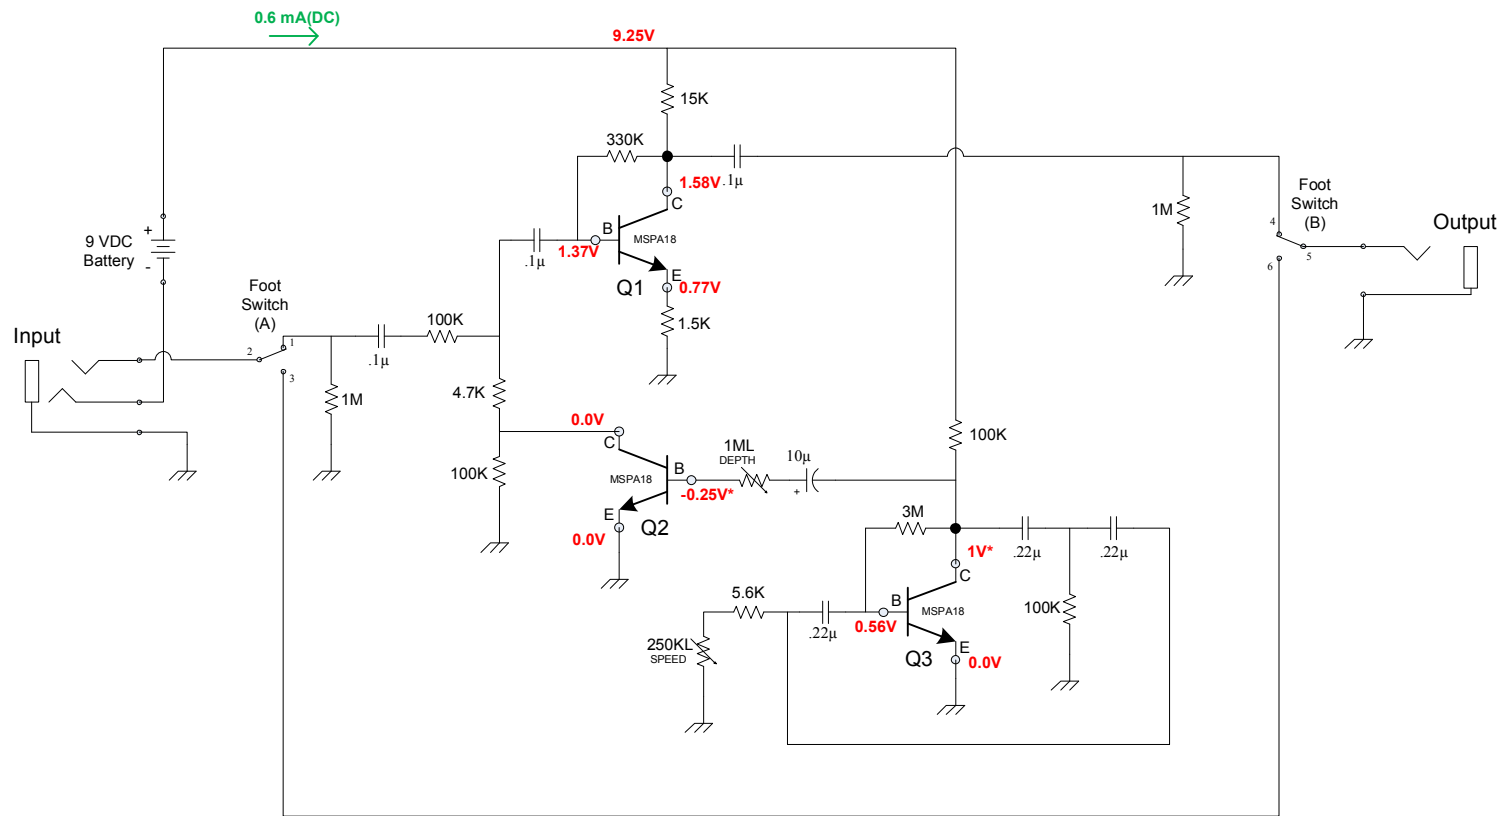 0.6 mA(DC)
9.25V
15K
330K
1.58V
.1µ
C
B
MSPA18
1.37V
.1µ
E
Q1
0.77V
1.5K
1M
Foot
Switch
(B)
4
5
6
Output
+
9 VDC
Battery
-
Foot
Switch
(A)
Input
1
2
3
.1µ
100K
1M
4.7K
0.0V
C
100K
MSPA18
B
-0.25V*
E
Q2
0.0V
1ML
DEPTH
10µ
+
100K
3M
1V*
.22µ
.22µ
C
5.6K
B
MSPA18
.22µ
0.56V
100K
250KL
SPEED
Q3
E
0.0V